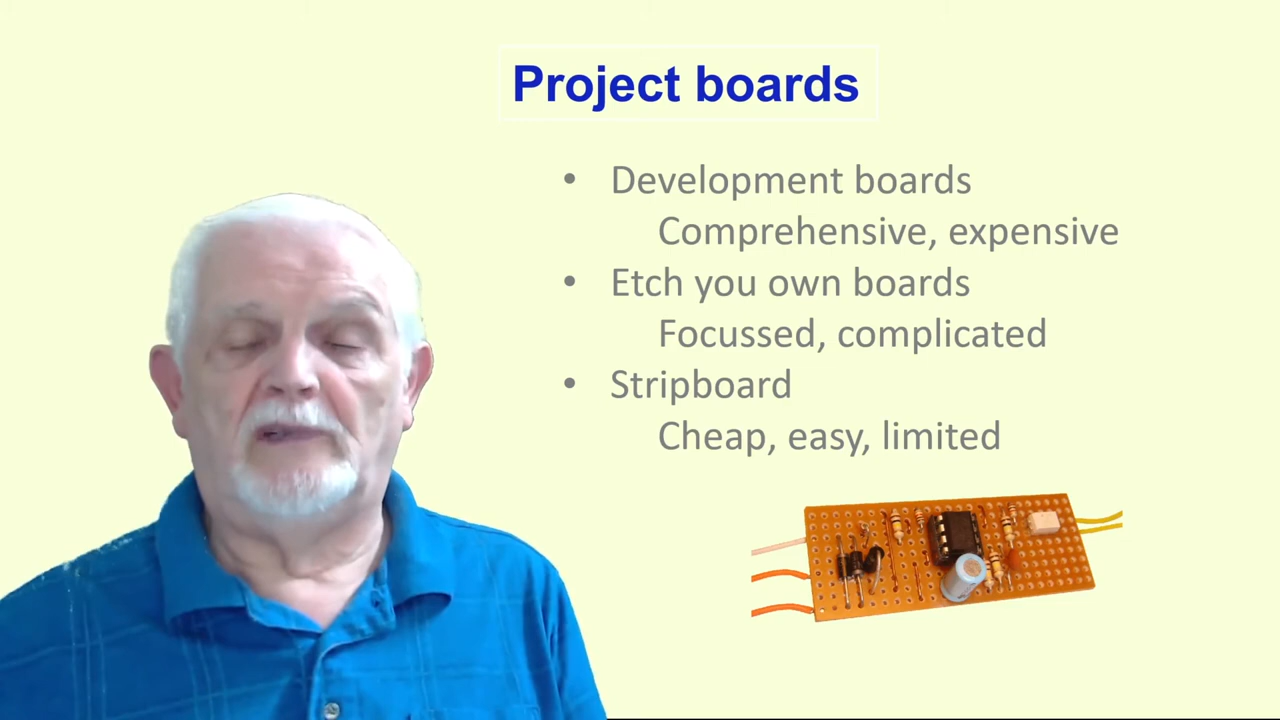 Project boards
• Development boards
Comprehensive, expensive
• Etch you own boards
Focussed, complicated
• Stripboard
Cheap, easy, limited